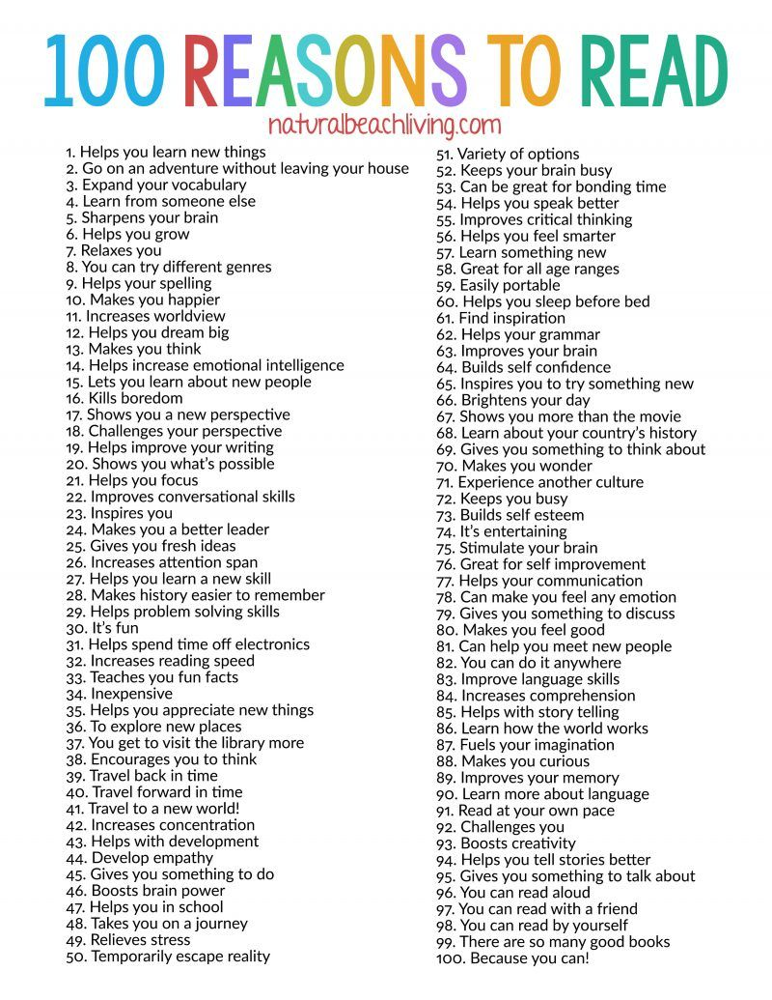 100 REASONS TO READ
naturalbeachliving.com
1. Helps you learn new things
2. Go on an adventure without leaving your house
3. Expand your vocabulary
4. Learn from someone else
5. Sharpens your brain
6. Helps you grow
7. Relaxes you
8. You can try different genres
9. Helps your spelling
10. Makes you happier
11. Increases worldview
12. Helps you dream big
13. Makes you think
14. Helps increase emotional intelligence
15. Lets you learn about new people
16. Kills boredom
17. Shows you a new perspective
18. Challenges your perspective
19. Helps improve your writing
20. Shows you what's possible
21. Helps you focus
22. Improves conversational skills
23. Inspires you
24. Makes you a better leader
25. Gives you fresh ideas
26. Increases attention span
27. Helps you learn a new skill
28. Makes history easier to remember
29. Helps problem solving skills
30. It's fun
31. Helps spend time off electronics
32. Increases reading speed
33. Teaches you fun facts
34. Inexpensive
35. Helps you appreciate new things
36. To explore new places
37. You get to visit the library more
38. Encourages you to think
39. Travel back in time
40. Travel forward in time
41. Travel to a new world!
42. Increases concentration
43. Helps with development
44. Develop empathy
45. Gives you something to do
46. Boosts brain power
47. Helps you in school
48. Takes you on a journey
49. Relieves stress
50. Temporarily escape reality
51. Variety of options
52. Keeps your brain busy
53. Can be great for bonding time
54. Helps you speak better
55. Improves critical thinking
56. Helps you feel smarter
57. Learn something new
58. Great for all age ranges
59. Easily portable
60. Helps you sleep before bed
61. Find inspiration
62. Helps your grammar
63. Improves your brain
64. Builds self confidence
65. Inspires you to try something new
66. Brightens your day
67. Shows you more than the movie
68. Learn about your country's history
69. Gives you something to think about
70. Makes you wonder
71. Experience another culture
72. Keeps you busy
73. Builds self esteem
74. It's entertaining
75. Stimulate your brain
76. Great for self improvement
77. Helps your communication
78. Can make you feel any emotion
79. Gives you something to discuss
80. Makes you feel good
81. Can help you meet new people
82. You can do it anywhere
83. Improve language skills
84. Increases comprehension
85. Helps with story telling
86. Learn how the world works
87. Fuels your imagination
88. Makes you curious
89. Improves your memory
90. Learn more about language
91. Read at your own pace
92. Challenges you
93. Boosts creativity
94. Helps you tell stories better
95. Gives you something to talk about
96. You can read aloud
97. You can read with a friend
98. You can read by yourself
99. There are so many good books
100. Because you can!